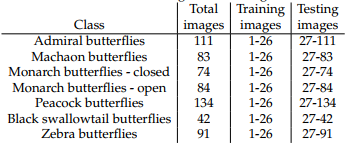 Total Training Testing
Class images images images
Admiral butterflies 111 1-26 27-111
Machaon butterflies 83 1-26 27-83
Monarch butterflies - closed 74 1-26 27-74
Monarch butterflies - open 84 1-26 27-84
Peacock butterflies 134 1-26 27-134
Black swallowtail butterflies 42 1-26 27-42
Zebra butterflies 91 1-26 27-91